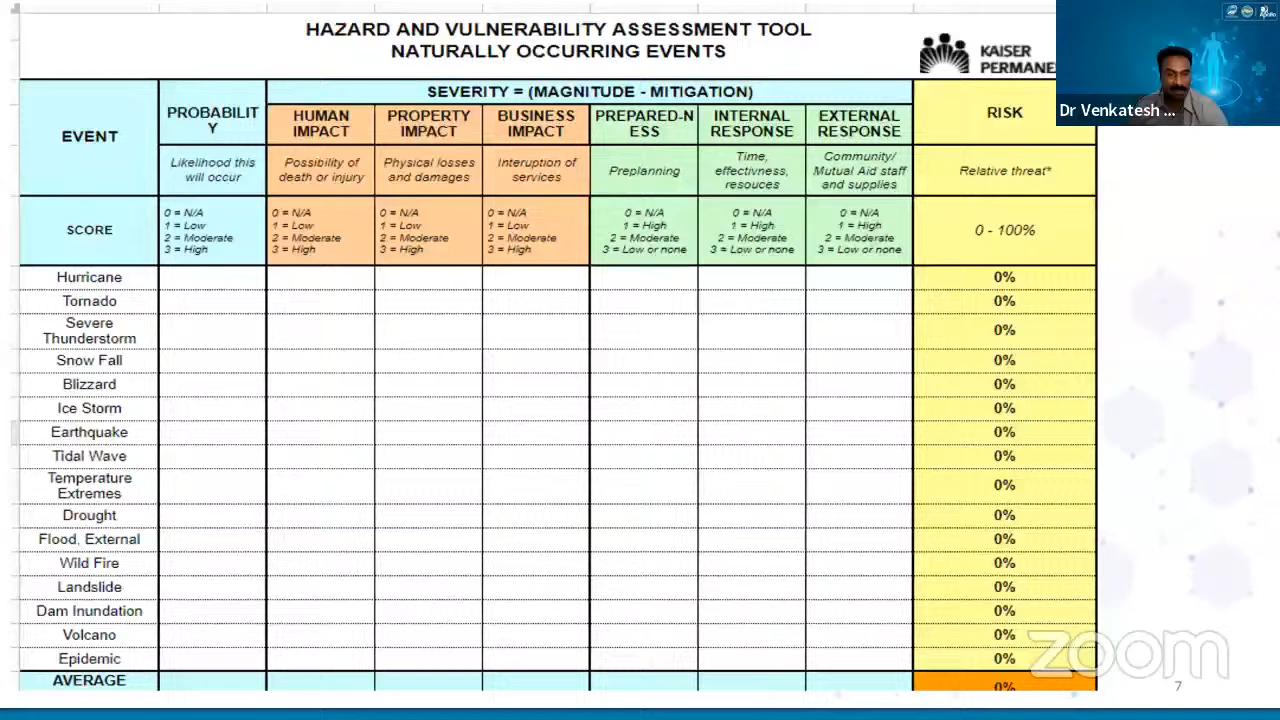 HAZARD AND VULNERABILITY ASSESSMENT TOOL
NATURALLY OCCURRING EVENTS
KAISER
PERMANE
Dr Venkatesh ...
EVENT
PROBABILIT
Y
SEVERITY = (MAGNITUDE - MITIGATION)
HUMAN
IMPACT
PROPERTY
IMPACT
BUSINESS
IMPACT
PREPARED-N
ESS
INTERNAL
RESPONSE
EXTERNAL
RESPONSE
RISK
Likelihood this
will occur
Possibility of
death or injury
Physical losses
and damages
Interuption of
services
Preplanning
Time,
effectivness,
resouces
Community/
Mutual Aid staff
and supplies
Relative threat*
SCORE
0 = N/A
1 = Low
2 = Moderate
3 = High
0 = N/A
1 = Low
2 = Moderate
3 = High
0 = N/A
1 = Low
2 = Moderate
3 = High
0 = N/A
1 = Low
2 = Moderate
3 = High
0 = N/A
1 = High
2 = Moderate
3 = Low or none
0 = N/A
1 = High
2 = Moderate
3 = Low or none
0 = N/A
1 = High
2 = Moderate
3 = Low or none
0 - 100%
Hurricane 0%
Tornado 0%
Severe
Thunderstorm 0%
Snow Fall 0%
Blizzard 0%
Ice Storm 0%
Earthquake 0%
Tidal Wave 0%
Temperature
Extremes 0%
Drought 0%
Flood, External 0%
Wild Fire 0%
Landslide 0%
Dam Inundation 0%
Volcano 0%
Epidemic 0%
AVERAGE 0%
zoom
7